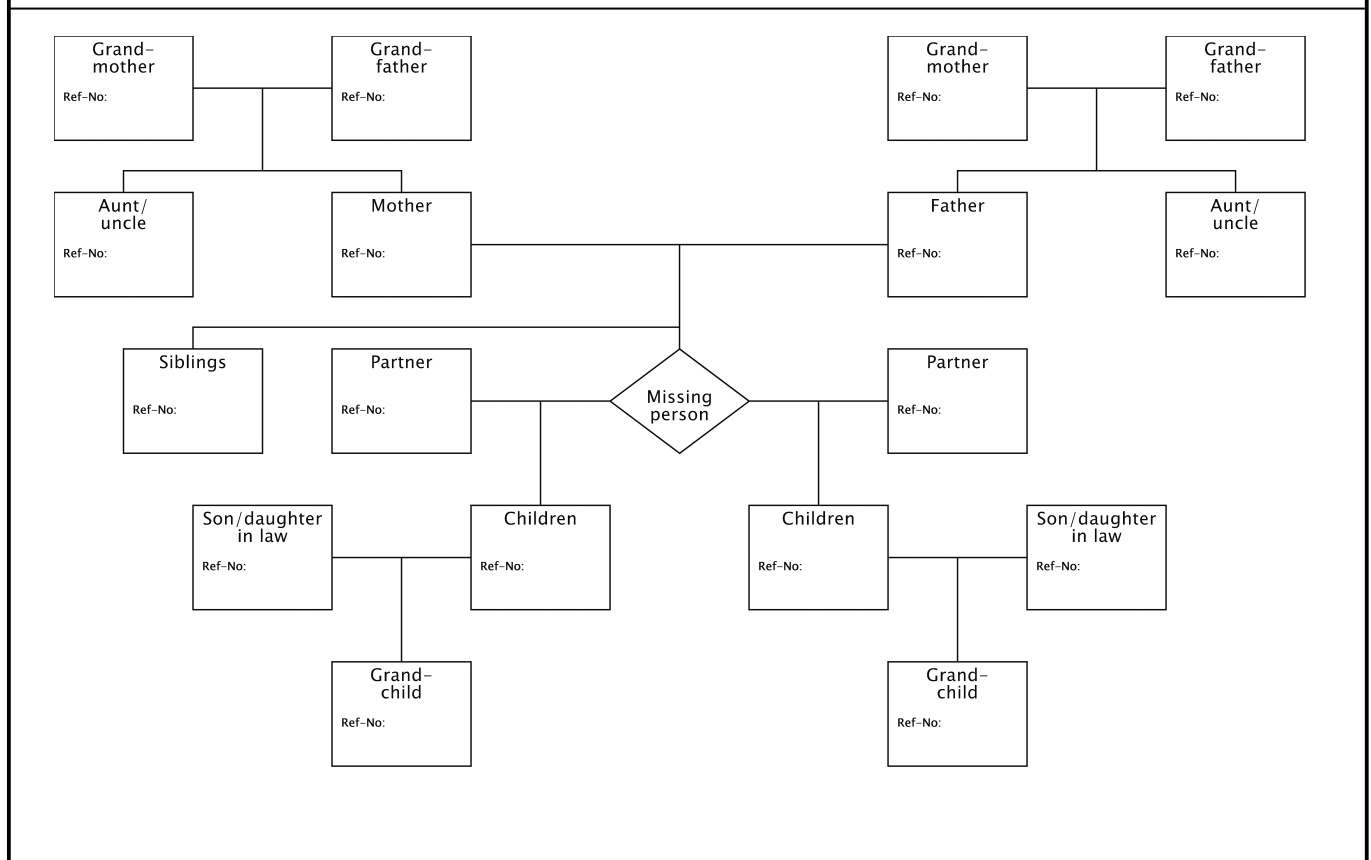 Grand-
mother
Ref-No:
Grand-
father
Ref-No:
Grand-
mother
Ref-No:
Grand-
father
Ref-No:
Aunt/
uncle
Ref-No:
Mother
Ref-No:
Father
Ref-No:
Aunt/
uncle
Ref-No:
Siblings
Ref-No:
Partner
Ref-No:
Missing
person
Partner
Ref-No:
Son/daughter
in law
Ref-No:
Children
Ref-No:
Children
Ref-No:
Son/daughter
in law
Ref-No:
Grand-
child
Ref-No:
Grand-
child
Ref-No: